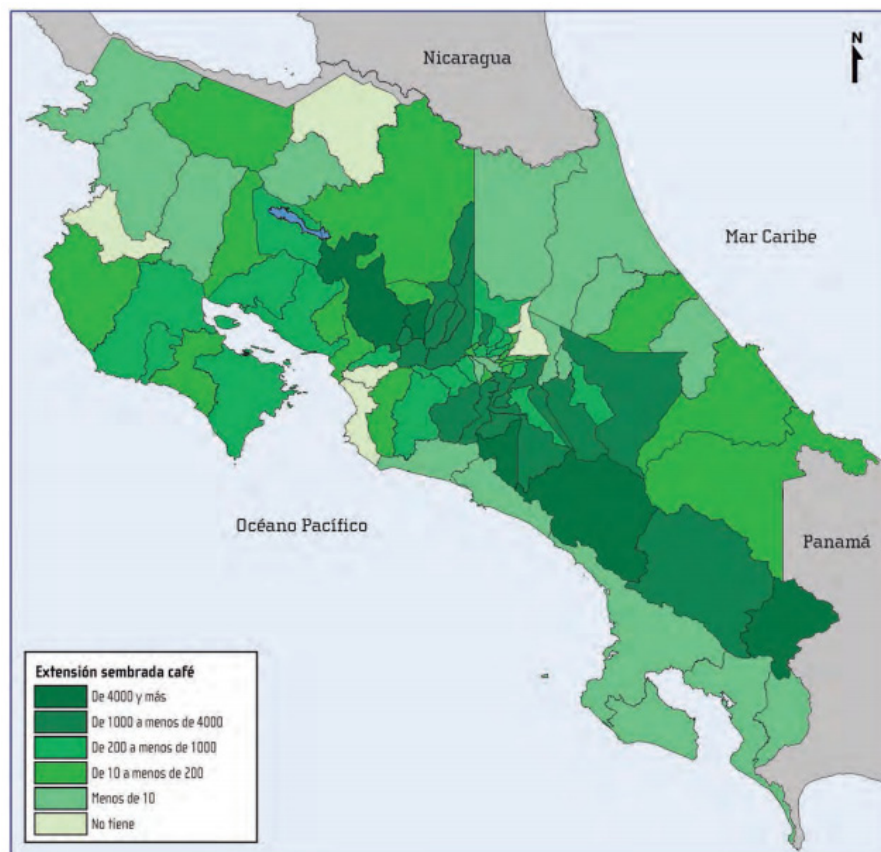 N
Nicaragua
Mar Caribe
Océano Pacífico
Panamá
Extensión sembrada café
De 4000 y más
De 1000 a menos de 4000
De 200 a menos de 1000
De 10 a menos de 200
Menos de 10
No tiene